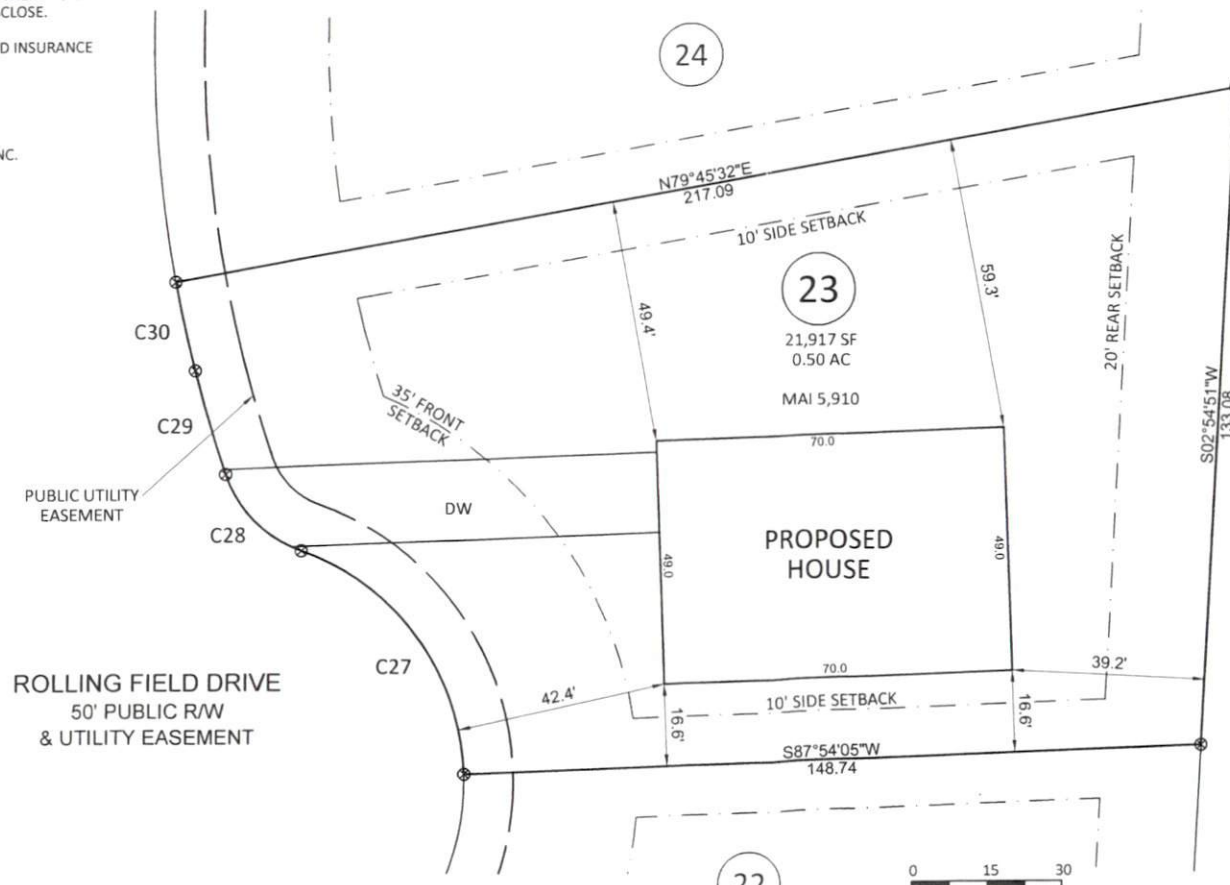 CLOSE.
D INSURANCE
NC.
24
N79°45'32"E
217.09
10' SIDE SETBACK
23
21,917 SF
0.50 AC
MAI 5,910
49.4'
59.3'
20' REAR SETBACK
S02°54'51"W
133.08
C30
C29
35' FRONT
SETBACK
PUBLIC UTILITY
EASEMENT
C28
DW
70.0
PROPOSED
HOUSE
49.0
49.0
70.0
C27
ROLLING FIELD DRIVE
50' PUBLIC R/W
& UTILITY EASEMENT
42.4'
39.2'
10' SIDE SETBACK
16.6'
16.6'
S87°54'05"W
148.74
22
0 15 30